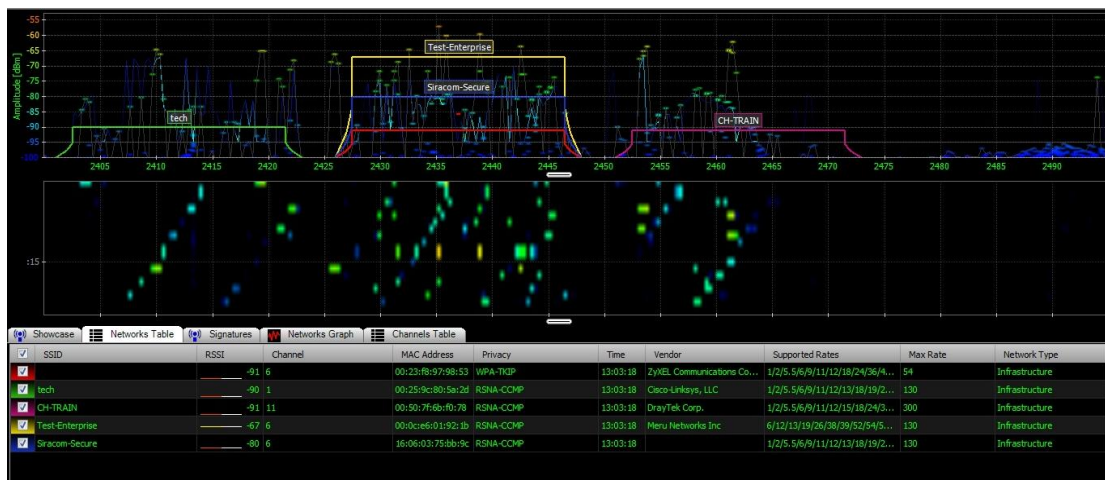 -55
-60
-65
-70
-75
-80
-85
-90
-95
-100
Amplitude [dBm]
Test-Enterprise
Siracom-Secure
tech
CH-TRAIN
2405 2410 2415 2420 2425 2430 2435 2440 2445 2450 2455 2460 2465 2470 2475 2480 2485 2490
:15
Showcase Networks Table Signatures Networks Graph Channels Table
SSID RSSI Channel MAC Address Privacy Time Vendor Supported Rates Max Rate Network Type
-91 6 00:23:f8:97:98:53 WPA-TKIP 13:03:18 ZyXEL Communications Co... 1/2/5.5/6/9/11/12/18/24/36/4... 54 Infrastructure
tech -90 1 00:25:9c:80:5a:2d RSNA-CCMP 13:03:18 Cisco-Linksys, LLC 1/2/5.5/6/9/11/12/13/18/19/2... 130 Infrastructure
CH-TRAIN -91 11 00:50:7f:6b:f0:78 RSNA-CCMP 13:03:18 DrayTek Corp. 1/2/5.5/6/9/11/12/15/18/24/3... 300 Infrastructure
Test-Enterprise -67 6 00:0c:e6:01:92:1b RSNA-CCMP 13:03:18 Meru Networks Inc 6/12/13/19/26/38/39/52/54/5... 130 Infrastructure
Siracom-Secure -80 6 16:06:03:75:bb:9c RSNA-CCMP 13:03:18 1/2/5.5/6/9/11/12/13/18/19/2... 130 Infrastructure